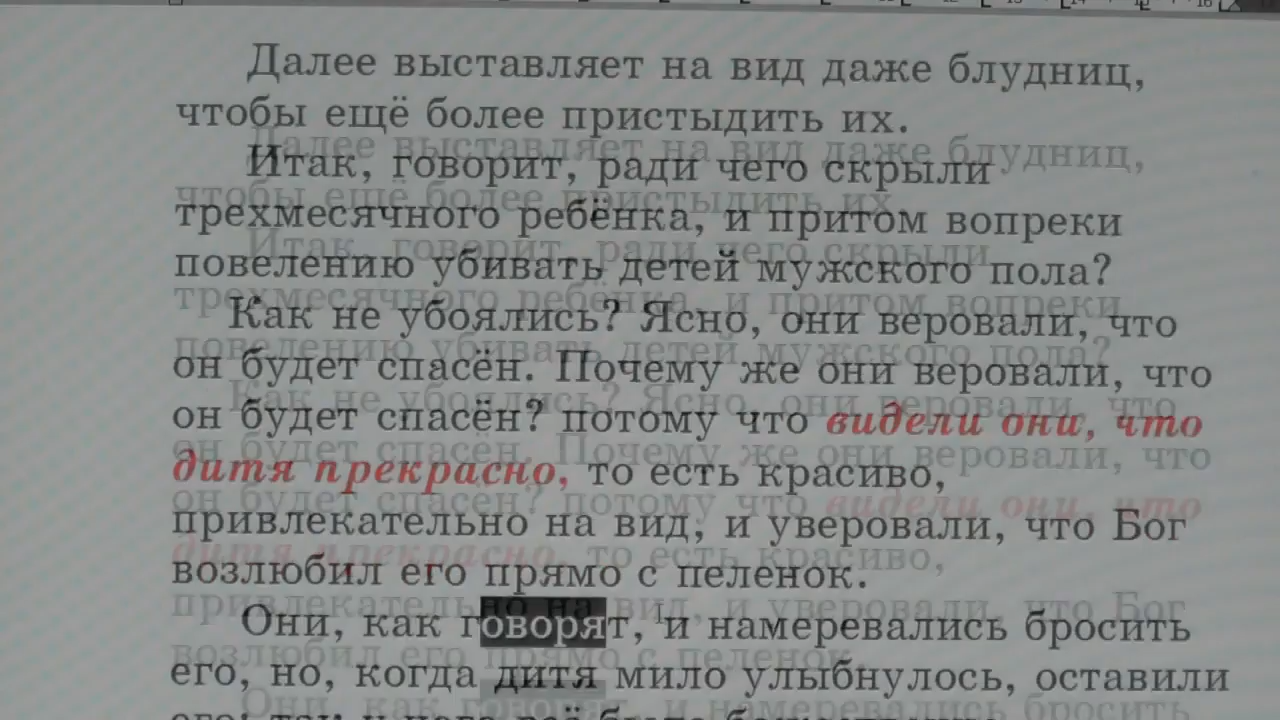 Далее выставляет на вид даже блудниц,
чтобы ещё более пристыдить их.
Итак, говорит, ради чего скрыли
трехмесячного ребёнка, и притом вопреки
повелению убивать детей мужского пола?
Как не убоялись? Ясно, они веровали, что
он будет спасён. Почему же они веровали, что
он будет спасён? потому что видели они, что
дитя прекрасно, то есть красиво,
привлекательно на вид, и уверовали, что Бог
возлюбил его прямо с пеленок.
Они, как говорят, и намеревались бросить
его, но, когда дитя мило улыбнулось, оставили